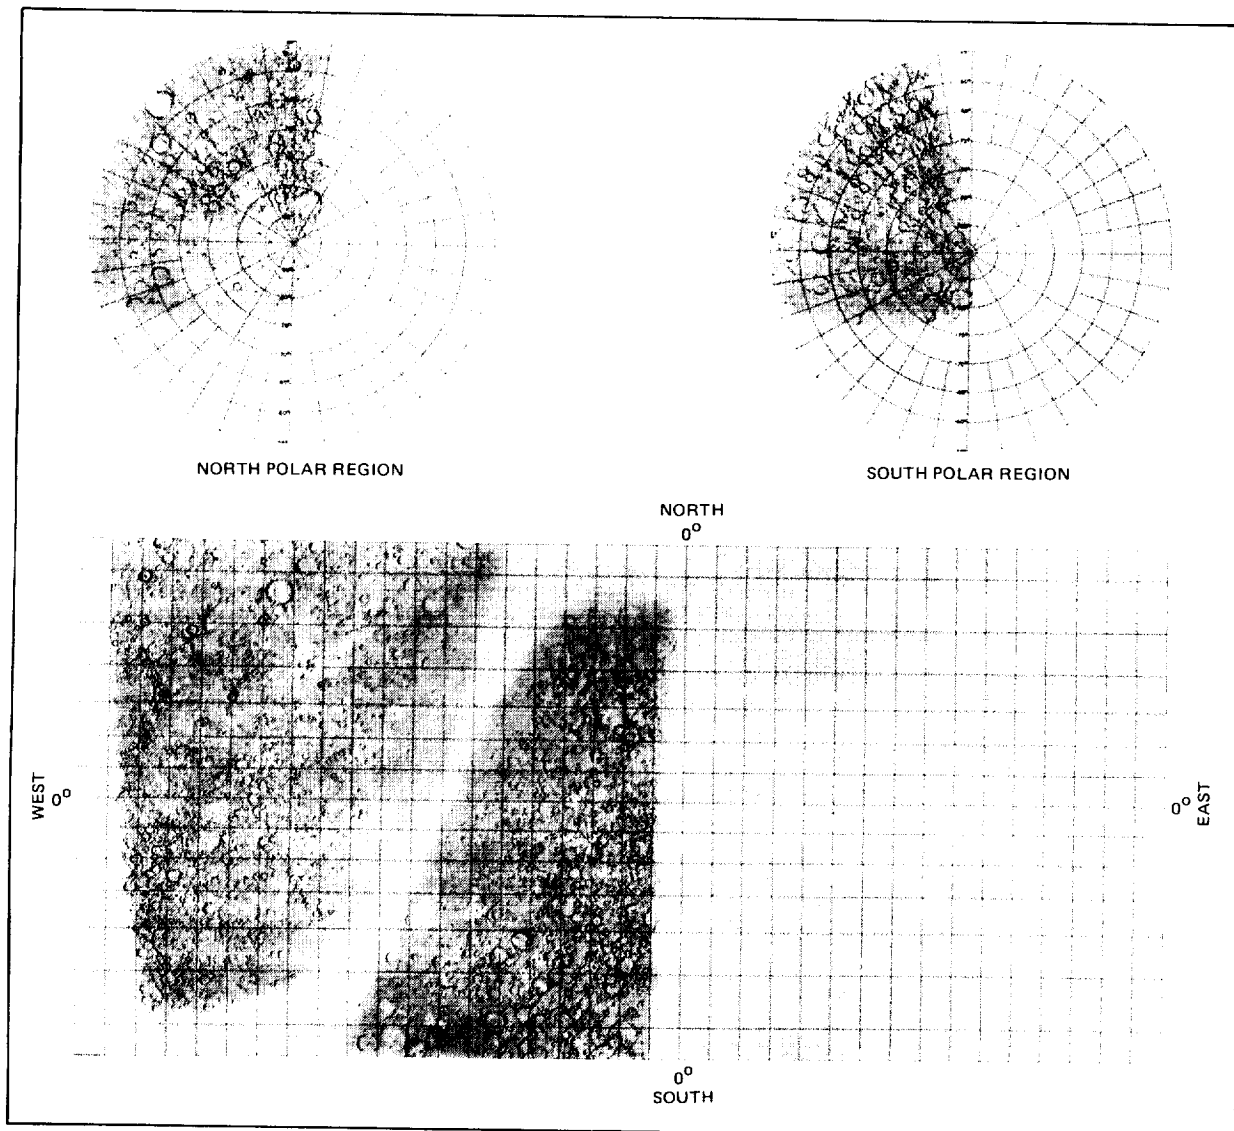 NORTH POLAR REGION
SOUTH POLAR REGION
NORTH
0°
WEST
0°
0°
EAST
0°
SOUTH